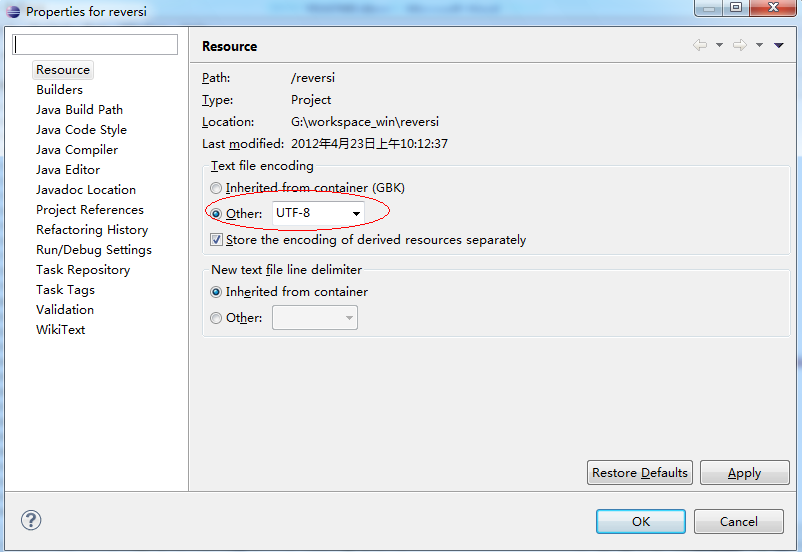 Properties for reversi
Resource
Builders
Java Build Path
Java Code Style
Java Compiler
Java Editor
Javadoc Location
Project References
Refactoring History
Run/Debug Settings
Task Repository
Task Tags
Validation
WikiText
Resource
Path: /reversi
Type: Project
Location: G:\workspace_win\reversi
Last modified: 2012年4月23日上午10:12:37
Text file encoding
Inherited from container (GBK)
Other: UTF-8
Store the encoding of derived resources separately
New text file line delimiter
Inherited from container
Other:
Restore Defaults Apply
OK Cancel